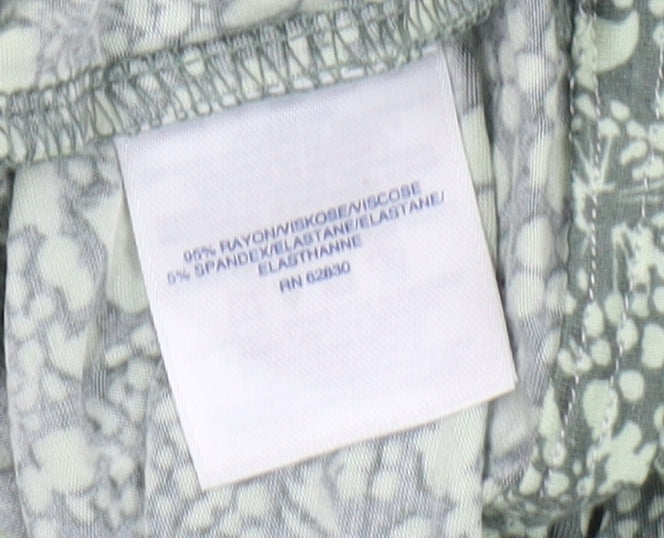 95% RAYON/VISKOSE/VISCOSE
5% SPANDEX/ELASTANE/ELASTANE/
ELASTHANNE
RN 62830